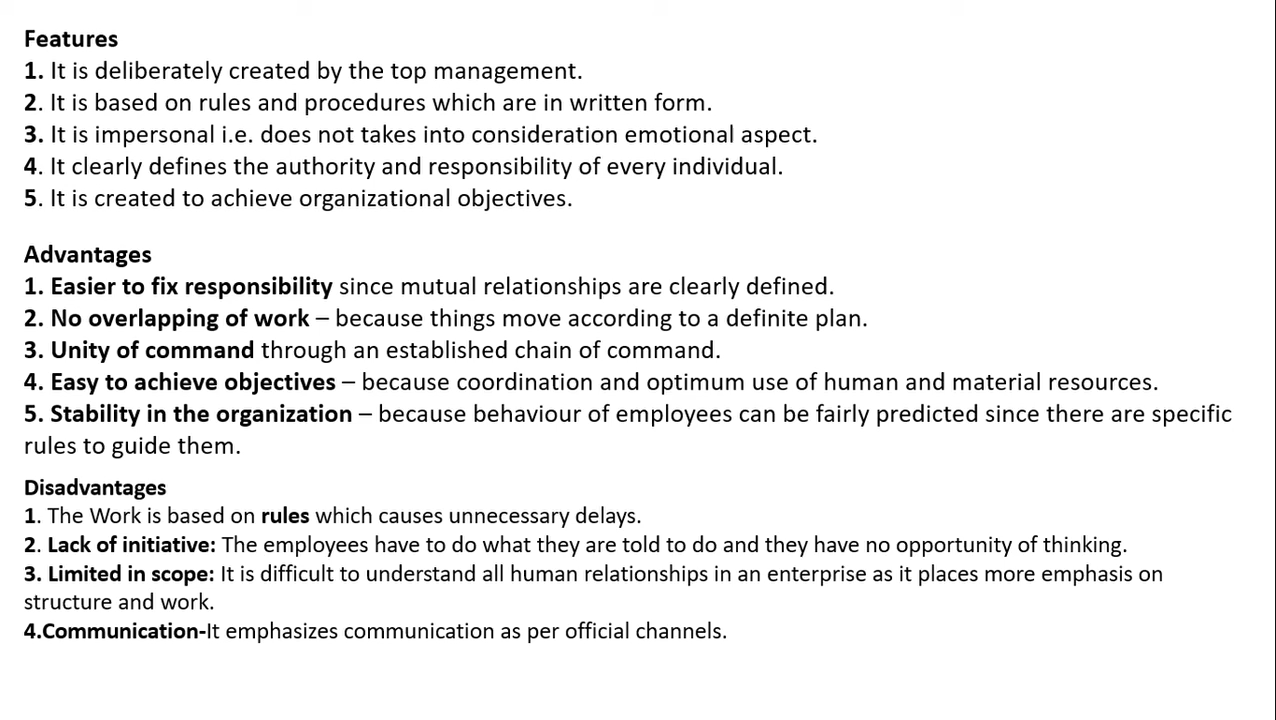 Features
1. It is deliberately created by the top management.
2. It is based on rules and procedures which are in written form.
3. It is impersonal i.e. does not takes into consideration emotional aspect.
4. It clearly defines the authority and responsibility of every individual.
5. It is created to achieve organizational objectives.
Advantages
1. Easier to fix responsibility since mutual relationships are clearly defined.
2. No overlapping of work – because things move according to a definite plan.
3. Unity of command through an established chain of command.
4. Easy to achieve objectives – because coordination and optimum use of human and material resources.
5. Stability in the organization – because behaviour of employees can be fairly predicted since there are specific
rules to guide them.
Disadvantages
1. The Work is based on rules which causes unnecessary delays.
2. Lack of initiative: The employees have to do what they are told to do and they have no opportunity of thinking.
3. Limited in scope: It is difficult to understand all human relationships in an enterprise as it places more emphasis on
structure and work.
4.Communication-It emphasizes communication as per official channels.